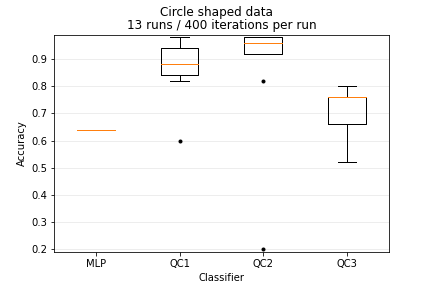 Circle shaped data
13 runs / 400 iterations per run
0.9
0.8
0.7
0.6
0.5
0.4
0.3
0.2
Accuracy
MLP QC1 QC2 QC3
Classifier